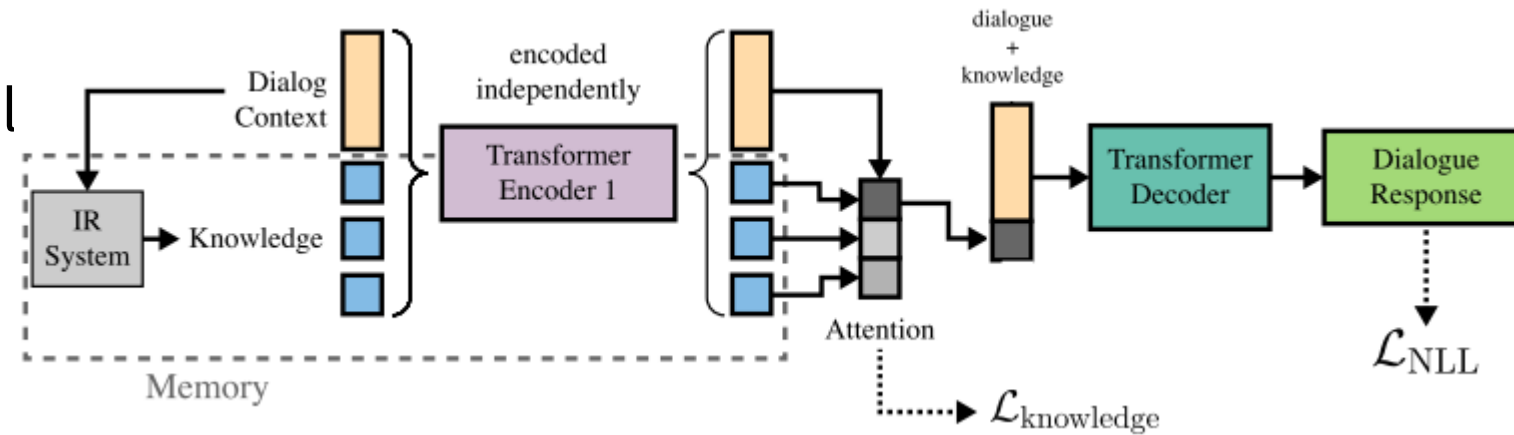 dialogue
+
knowledge
encoded
independently
Dialog
Context
l
Transformer
Encoder 1
Transformer
Decoder
Dialogue
Response
IR
System
Knowledge
Attention
Memory
ℒNLL
ℒknowledge